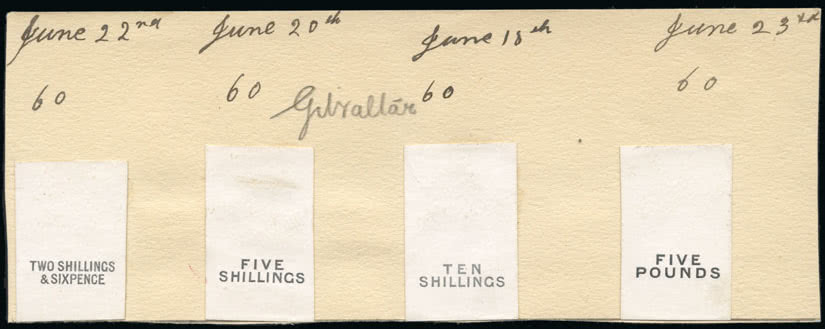 June 22nd
June 20th
June 18th
June 23rd
60
60
Gibraltar
60
60
TWO SHILLINGS
& SIXPENCE
FIVE
SHILLINGS
TEN
SHILLINGS
FIVE
POUNDS